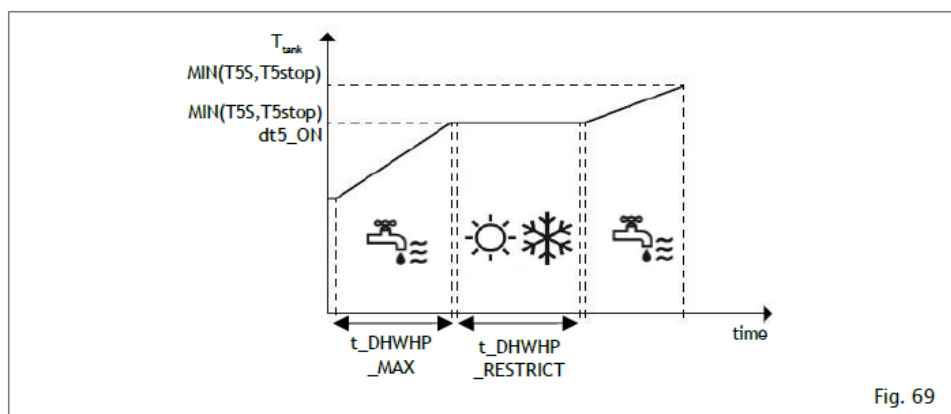 T_tank
MIN(T5S,T5stop)
MIN(T5S,T5stop)
dt5_ON
time
t_DHWHP
_MAX
t_DHWHP
_RESTRICT
Fig. 69